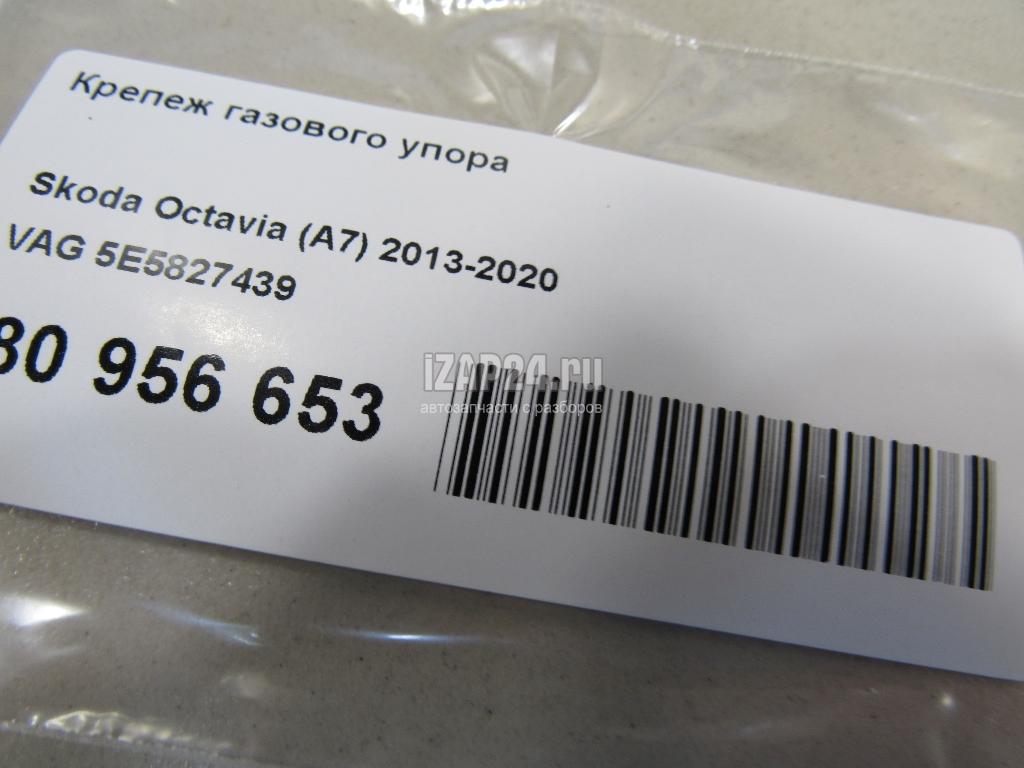 Крепеж газового упора
Skoda Octavia (A7) 2013-2020
VAG 5E5827439
80 956 653
iZAP24.ru
автозапчасти с разборов